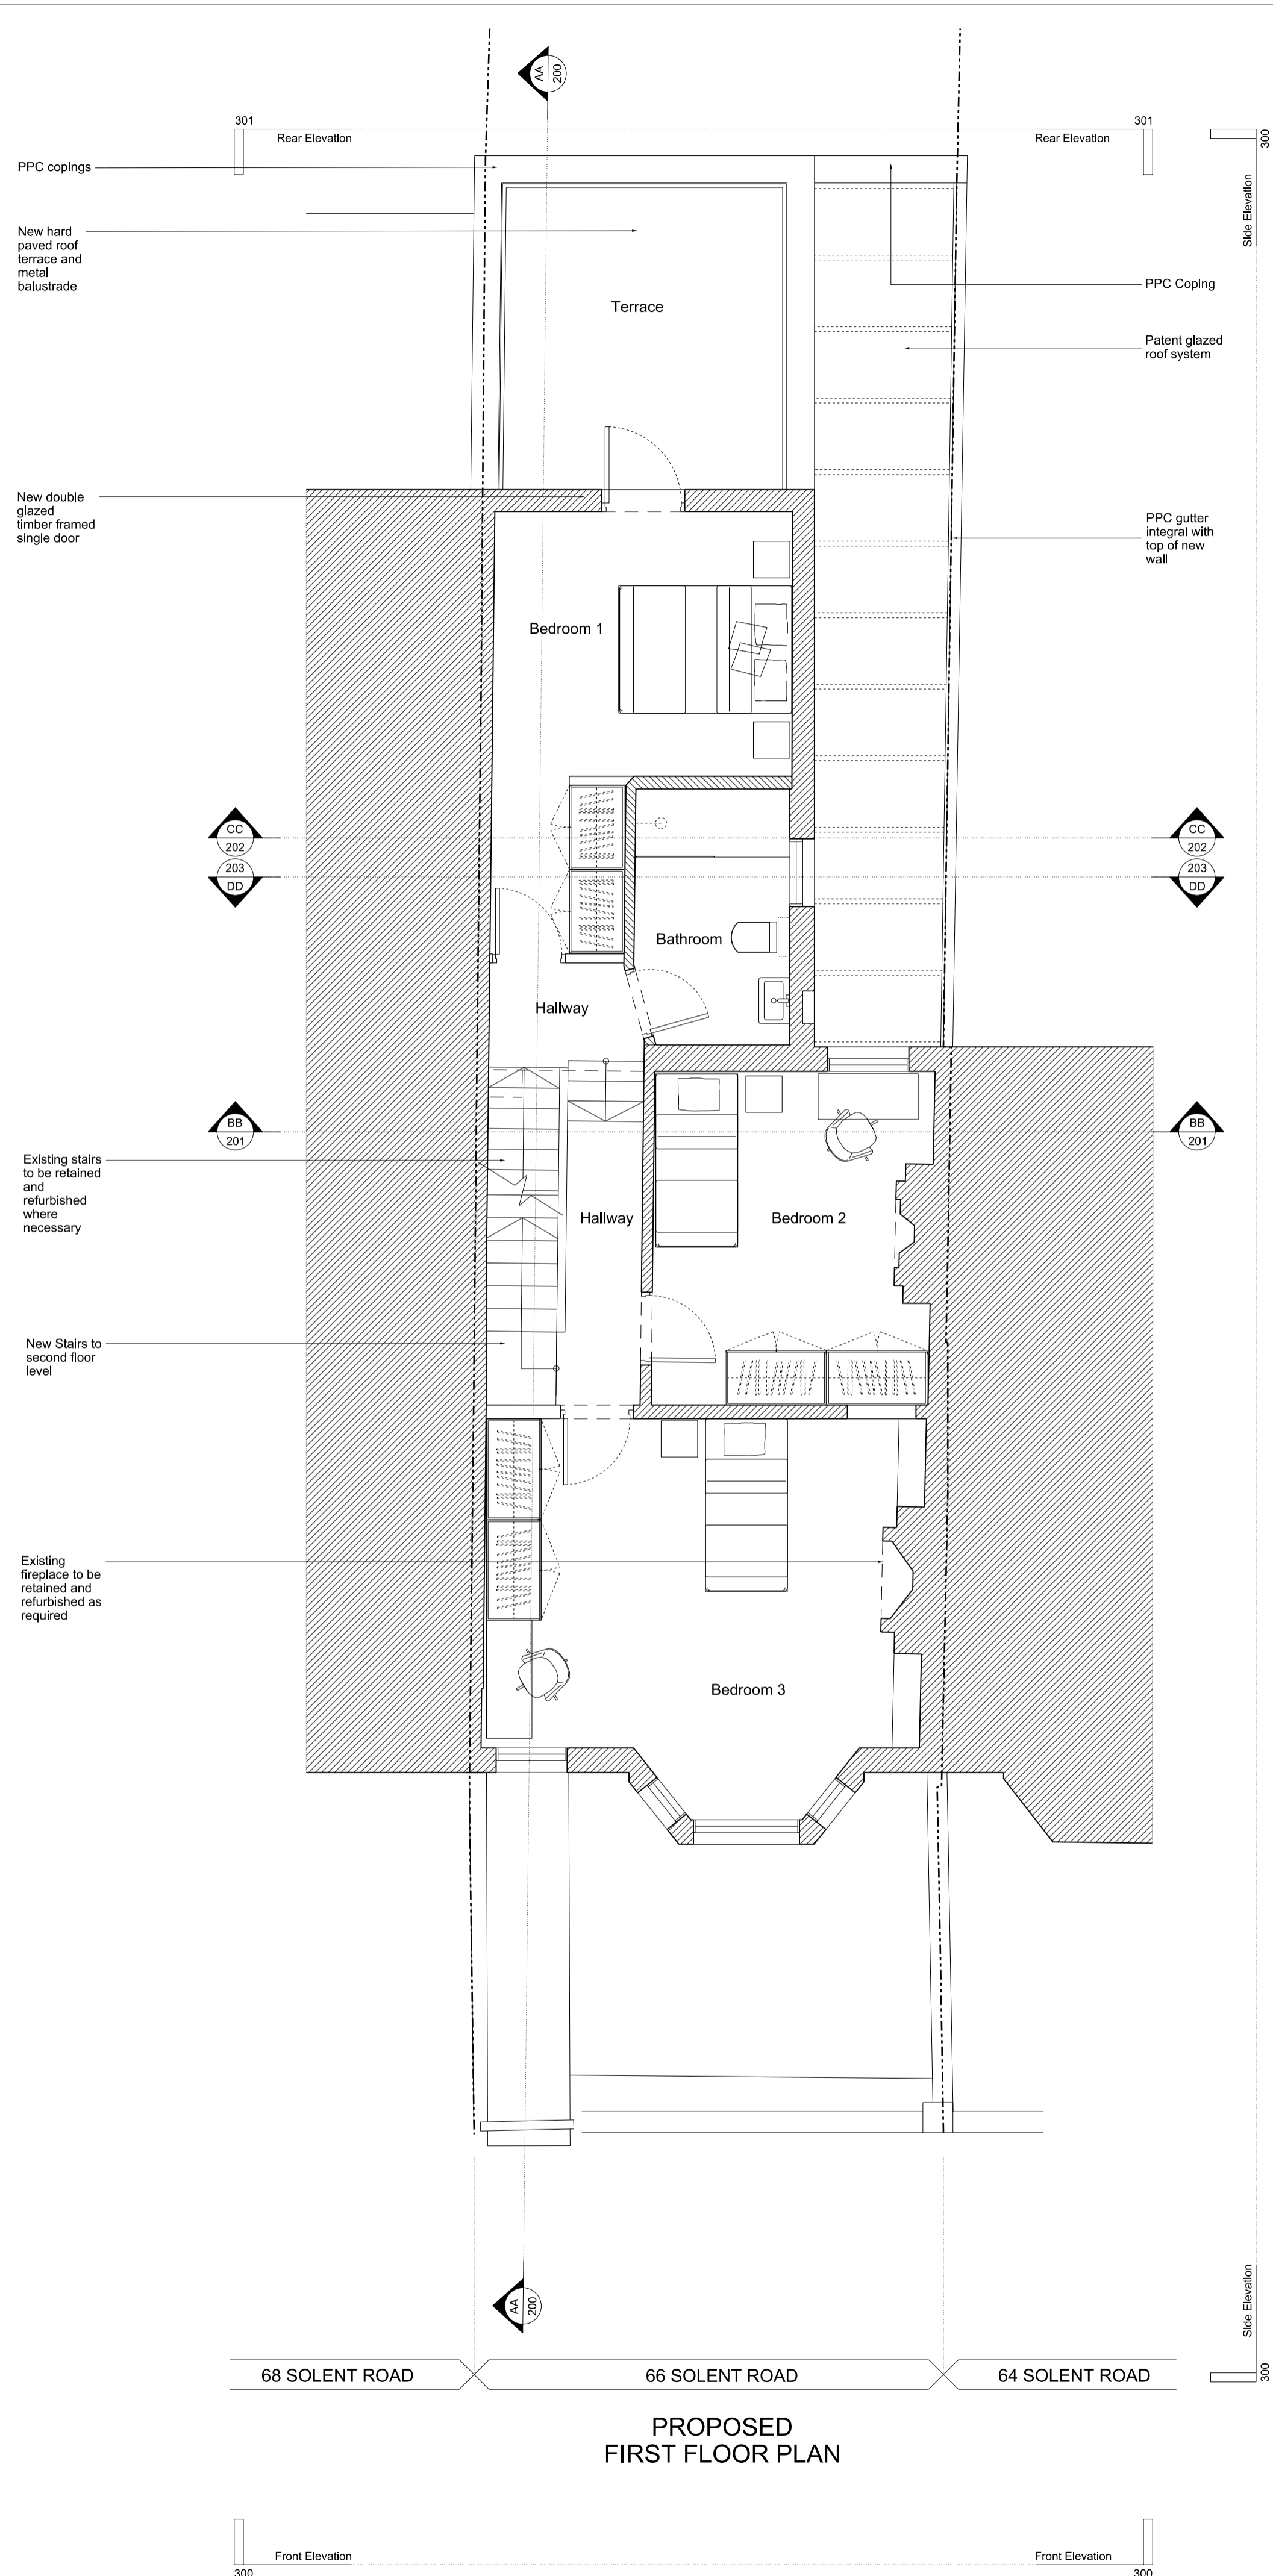 AA
200
301
301
Rear Elevation
Rear Elevation
300
Side Elevation
PPC copings
New hard
paved roof
terrace and
metal
balustrade
PPC Coping
Terrace
Patent glazed
roof system
New double
glazed
timber framed
single door
PPC gutter
integral with
top of new
wall
Bedroom 1
CC
202
203
DD
CC
202
203
DD
Bathroom
Hallway
BB
201
BB
201
Existing stairs
to be retained
and
refurbished
where
necessary
Hallway
Bedroom 2
New Stairs to
second floor
level
Existing
fireplace to be
retained and
refurbished as
required
Bedroom 3
AA
200
Side Elevation
300
68 SOLENT ROAD
66 SOLENT ROAD
64 SOLENT ROAD
PROPOSED
FIRST FLOOR PLAN
Front Elevation
Front Elevation
300
300